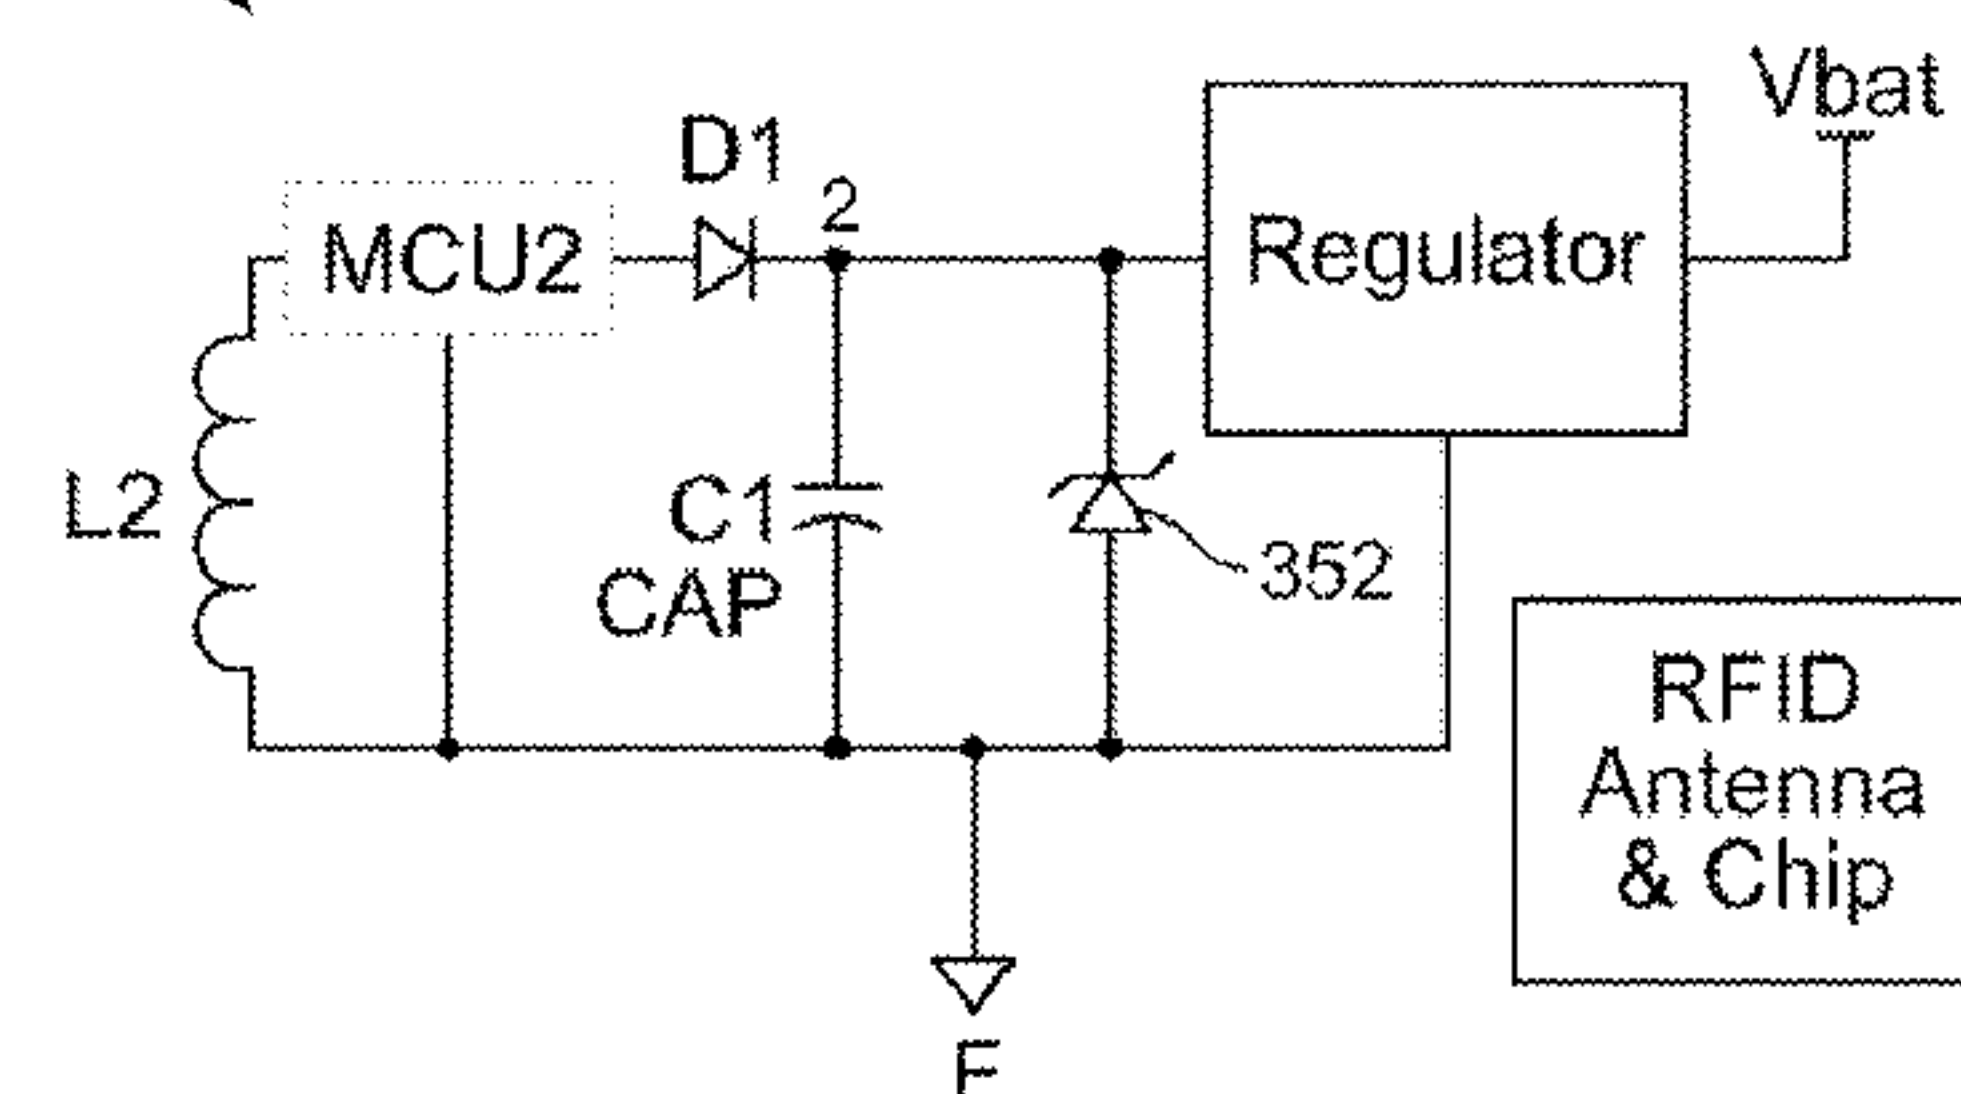 Vbat
D1
2
MCU2
Regulator
L2
C1
CAP
352
RFID
Antenna
& Chip